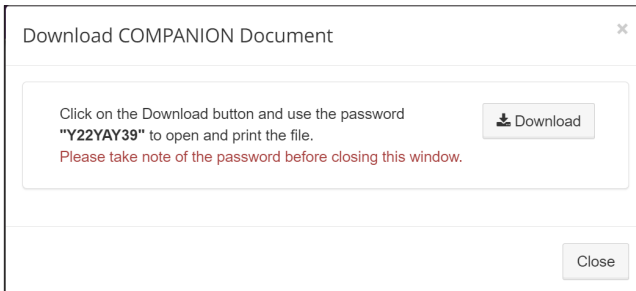 Download COMPANION Document
×
Click on the Download button and use the password
"Y22YAY39" to open and print the file.
Please take note of the password before closing this window.
Download
Close